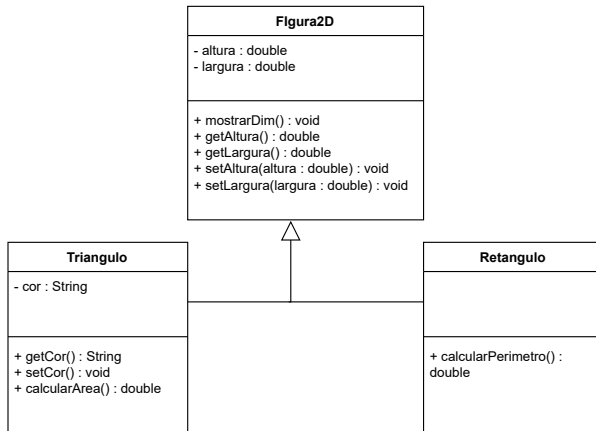 FIgura2D
- altura : double
- largura : double
+ mostrarDim() : void
+ getAltura() : double
+ getLargura() : double
+ setAltura(altura : double) : void
+ setLargura(largura : double) : void
Triangulo
- cor : String
+ getCor() : String
+ setCor() : void
+ calcularArea() : double
Retangulo
+ calcularPerimetro() :
double